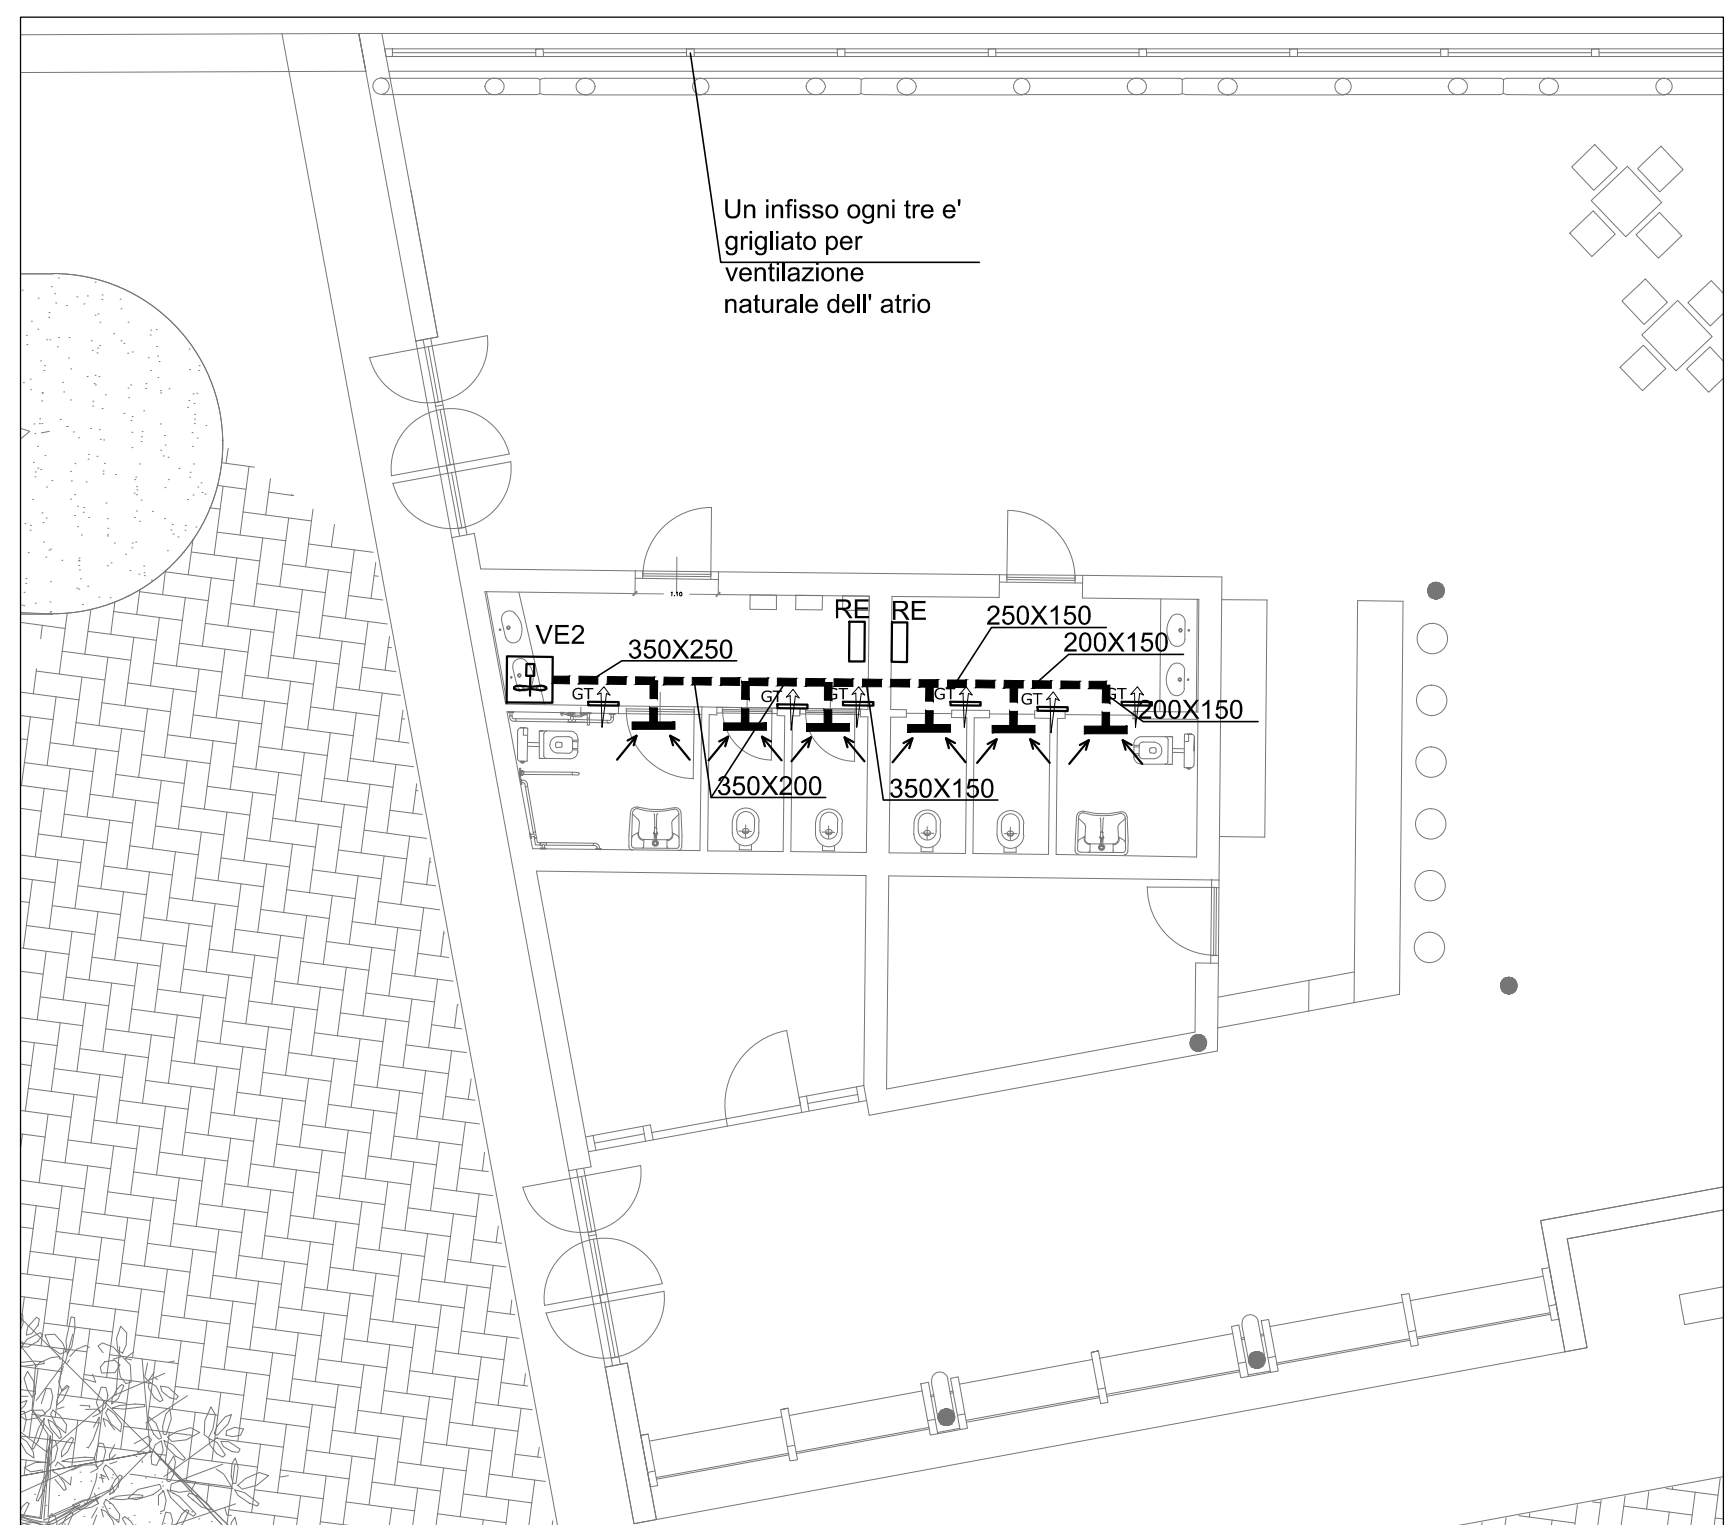 Un infisso ogni tre e'
grigliato per
ventilazione
naturale dell' atrio
1.10
RE
RE
250X150
VE2
350X250
200X150
GT
GT
GT
GT
GT
GT
200X150
350X200
350X150